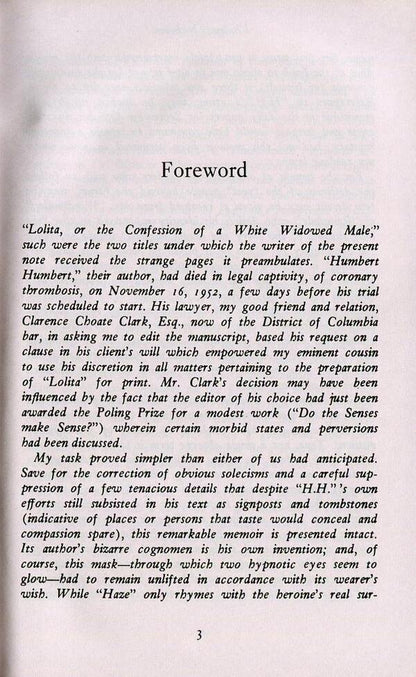 Foreword
"Lolita, or the Confession of a White Widowed Male,"
such were the two titles under which the writer of the present
note received the strange pages it preambulates. "Humbert
Humbert," their author, had died in legal captivity, of coronary
thrombosis, on November 16, 1952, a few days before his trial
was scheduled to start. His lawyer, my good friend and relation,
Clarence Choate Clark, Esq., now of the District of Columbia
bar, in asking me to edit the manuscript, based his request on a
clause in his client's will which empowered my eminent cousin
to use his discretion in all matters pertaining to the preparation
of "Lolita" for print. Mr. Clark's decision may have been
influenced by the fact that the editor of his choice had just been
awarded the Poling Prize for a modest work ("Do the Senses
make Sense?") wherein certain morbid states and perversions
had been discussed.
My task proved simpler than either of us had anticipated.
Save for the correction of obvious solecisms and a careful sup-
pression of a few tenacious details that despite "H.H."'s own
efforts still subsisted in his text as signposts and tombstones
(indicative of places or persons that taste would conceal and
compassion spare), this remarkable memoir is presented intact.
Its author's bizarre cognomen is his own invention; and, of
course, this mask—through which two hypnotic eyes seem to
glow—had to remain unlifted in accordance with its wearer's
wish. While "Haze" only rhymes with the heroine's real sur-
3